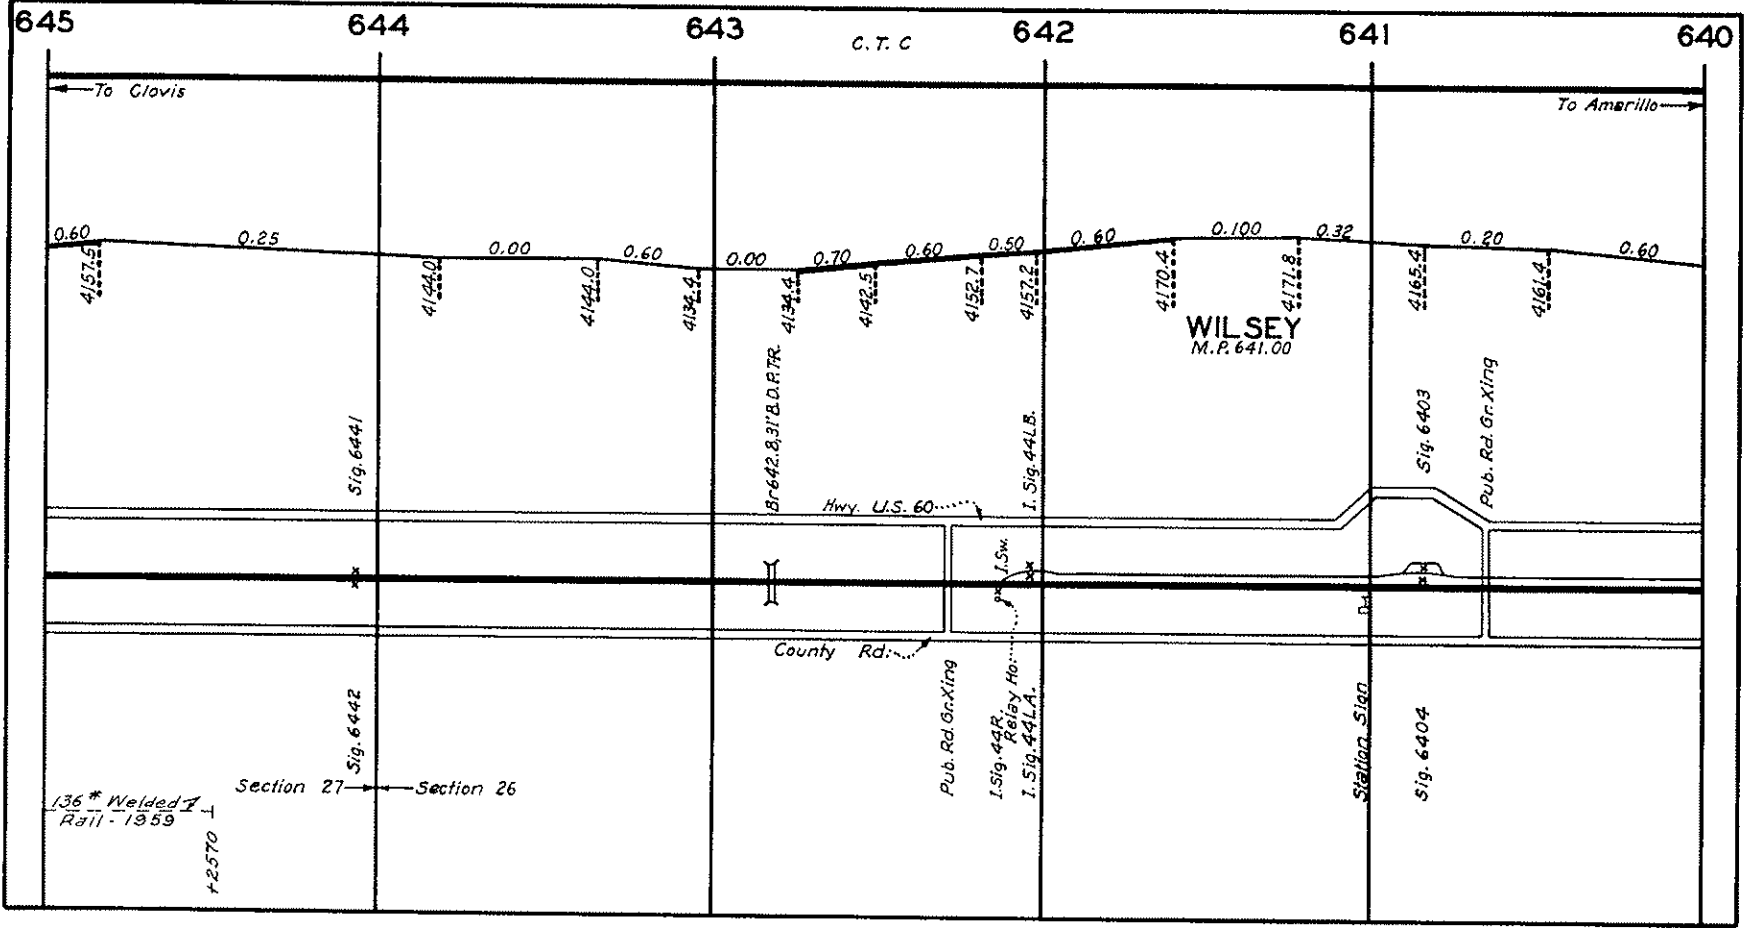 645 644 643 642 641 640
C.T.C
To Clovis
To Amarillo
0.60 0.25 0.00 0.60 0.00 0.70 0.60 0.50 0.60 0.100 0.32 0.20 0.60
4157.5 4144.0 4144.0 4134.4 4134.4 4142.5 4152.7 4157.2 4170.4 4171.8 4165.4 4161.4
WILSEY
M.P. 641.00
Sig. 6441
Br 642.8, 31' B.D.P.TR.
I. Sig. 44LB.
Sig. 6403
Pub. Rd. Gr. Xing
Hwy. U.S. 60
I.Sw.
County Rd.
Sig. 6442
Pub. Rd. Gr. Xing
I.Sig. 44R.
Relay Ho.
I. Sig. 44LA.
Station Sign
Sig. 6404
Section 27 Section 26
136 # Welded
Rail - 1959
+2570